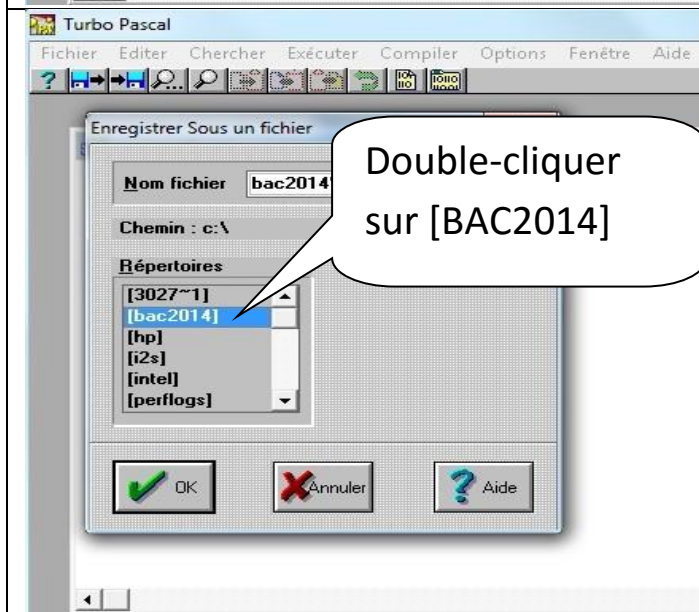 Turbo Pascal
Fichier Editer Chercher Exécuter Compiler Options Fenêtre Aide
Enregistrer Sous un fichier
Nom fichier bac2014
Double-cliquer
sur [BAC2014]
Chemin : c:\
Répertoires
[3027~1]
[bac2014]
[hp]
[i2s]
[intel]
[perflogs]
OK Annuler Aide